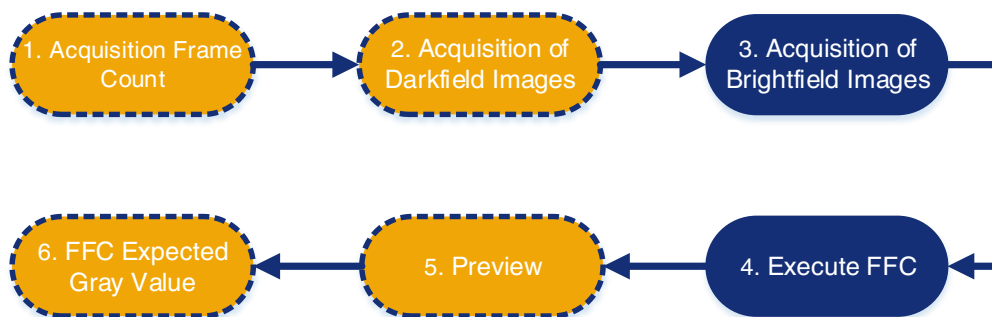 1. Acquisition Frame
Count
2. Acquisition of
Darkfield Images
3. Acquisition of
Brightfield Images
4. Execute FFC
5. Preview
6. FFC Expected
Gray Value